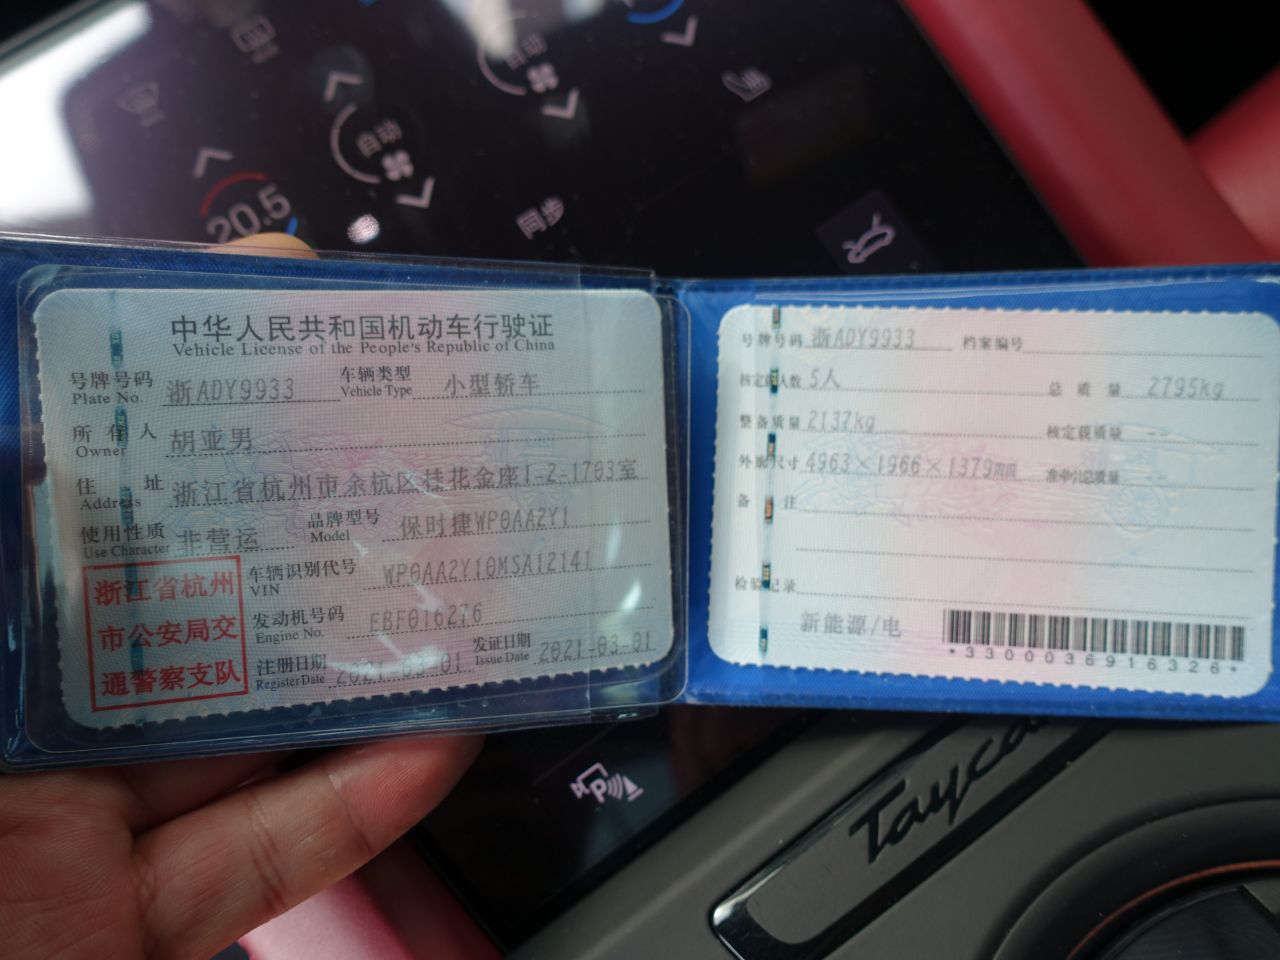 自动
自动
20.5
同步
中华人民共和国机动车行驶证
Vehicle License of the People's Republic of China
号牌号码 浙ADY9933 车辆类型 小型轿车
Plate No. Vehicle Type
所有人 胡亚男
Owner
住址 浙江省杭州市余杭区桂花金座1-2-1703室
Address
使用性质 非营运 品牌型号 保时捷WP0AA2Y1
Use Character Model
浙江省杭州
市公安局交
通警察支队
车辆识别代号 WP0AA2Y10MSA12141
VIN
发动机号码 EBF016276
Engine No.
注册日期 2021-03-01 发证日期 2021-03-01
Register Date Issue Date
号牌号码 浙ADY9933 档案编号
核定载人数 5人 总质量 2795kg
整备质量 2137kg 核定载质量 --
外廓尺寸 4963×1966×1379mm 准牵引总质量 --
备注
检验记录
新能源/电
*3300036916326*
P
Taycan